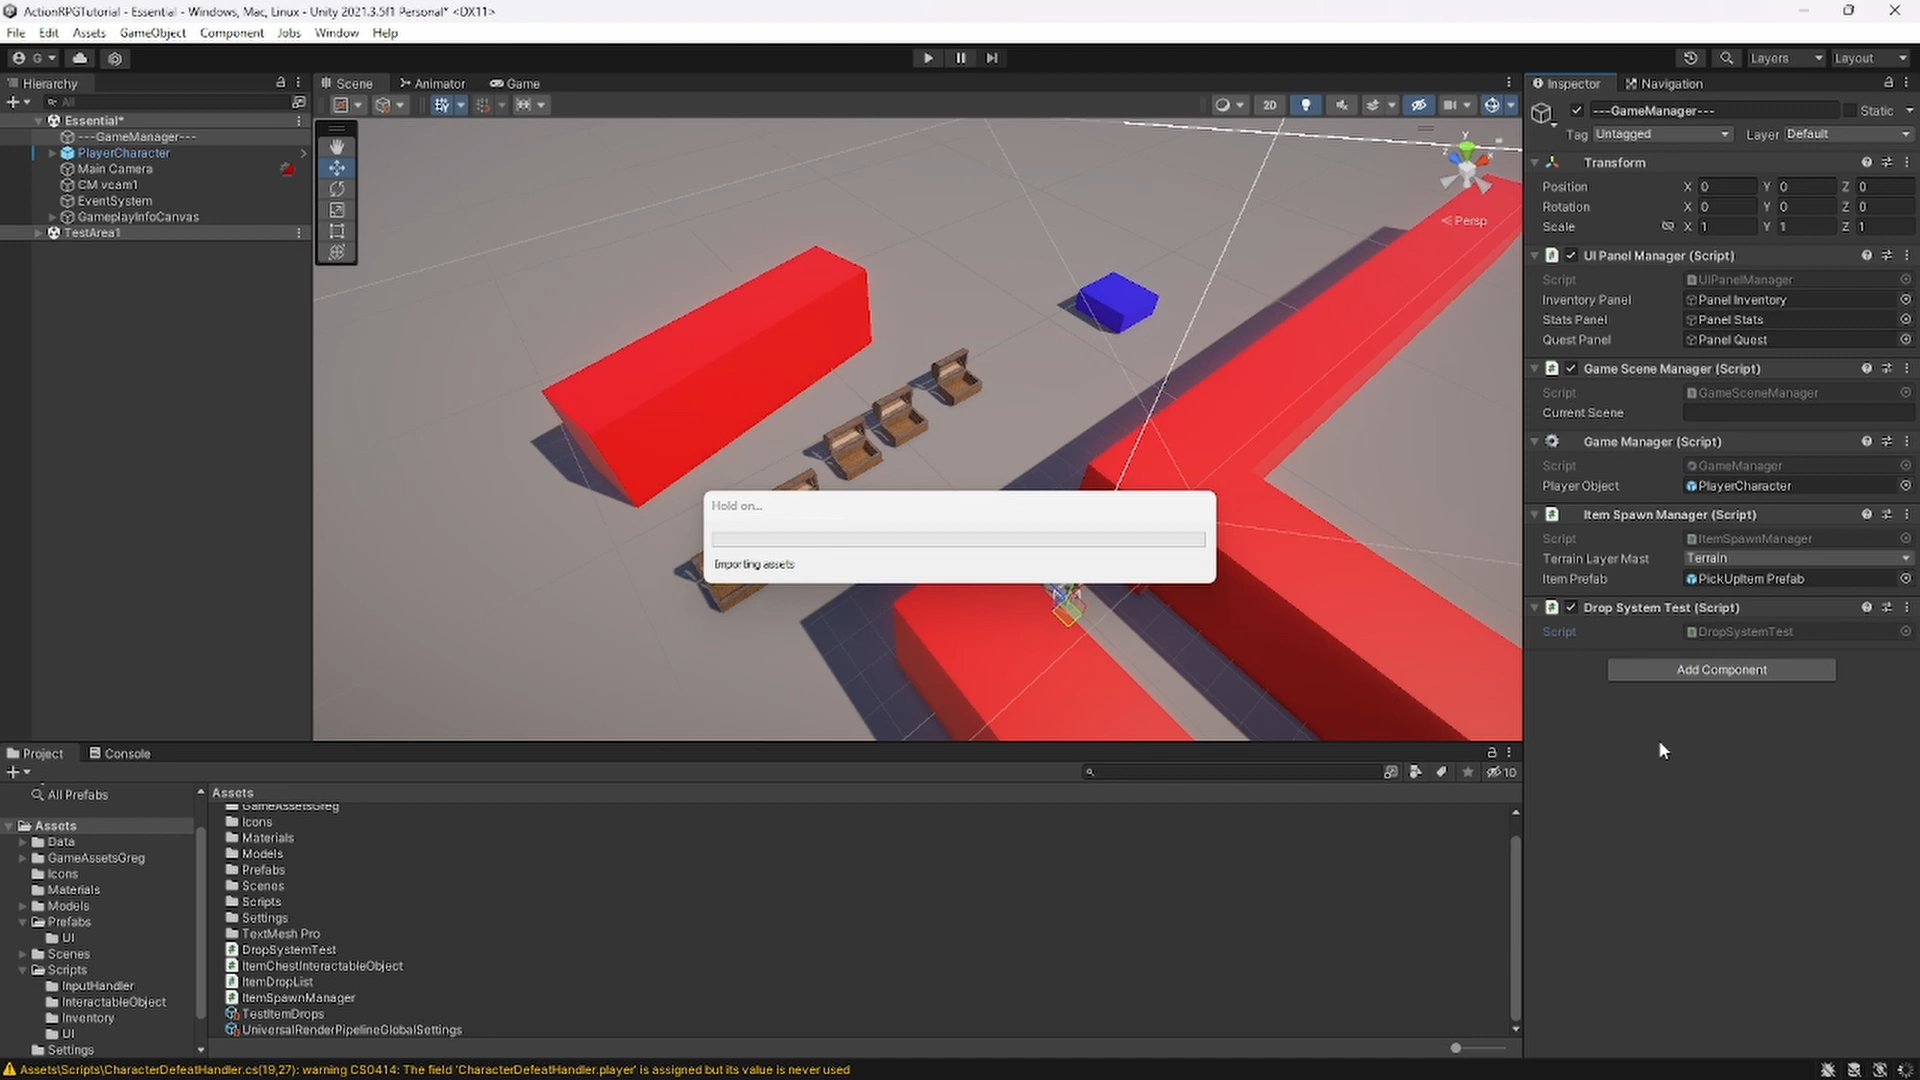 ActionRPGTutorial - Essential - Windows, Mac, Linux - Unity 2021.3.5f1 Personal* <DX11>
File Edit Assets GameObject Component Jobs Window Help
G
Layers Layout
Hierarchy
Scene Animator Game
Inspector Navigation
All
2D
Essential*
---GameManager---
PlayerCharacter
Main Camera
CM vcam1
EventSystem
GameplayInfoCanvas
TestArea1
y
x
Persp
---GameManager--- Static
Tag Untagged Layer Default
Transform
Position X 0 Y 0 Z 0
Rotation X 0 Y 0 Z 0
Scale X 1 Y 1 Z 1
UI Panel Manager (Script)
Script UIPanelManager
Inventory Panel Panel Inventory
Stats Panel Panel Stats
Quest Panel Panel Quest
Game Scene Manager (Script)
Script GameSceneManager
Current Scene
Game Manager (Script)
Script GameManager
Player Object PlayerCharacter
Item Spawn Manager (Script)
Script ItemSpawnManager
Terrain Layer Mast Terrain
Item Prefab PickUpItem Prefab
Drop System Test (Script)
Script DropSystemTest
Add Component
Hold on...
Importing assets
Project Console
10
All Prefabs
Assets
Data
GameAssetsGreg
Icons
Materials
Models
Prefabs
UI
Scenes
Scripts
InputHandler
InteractableObject
Inventory
UI
Settings
Assets
GameAssetsGreg
Icons
Materials
Models
Prefabs
Scenes
Scripts
Settings
TextMesh Pro
DropSystemTest
ItemChestInteractableObject
ItemDropList
ItemSpawnManager
TestItemDrops
UniversalRenderPipelineGlobalSettings
Assets\Scripts\CharacterDefeatHandler.cs(19,27): warning CS0414: The field 'CharacterDefeatHandler.player' is assigned but its value is never used